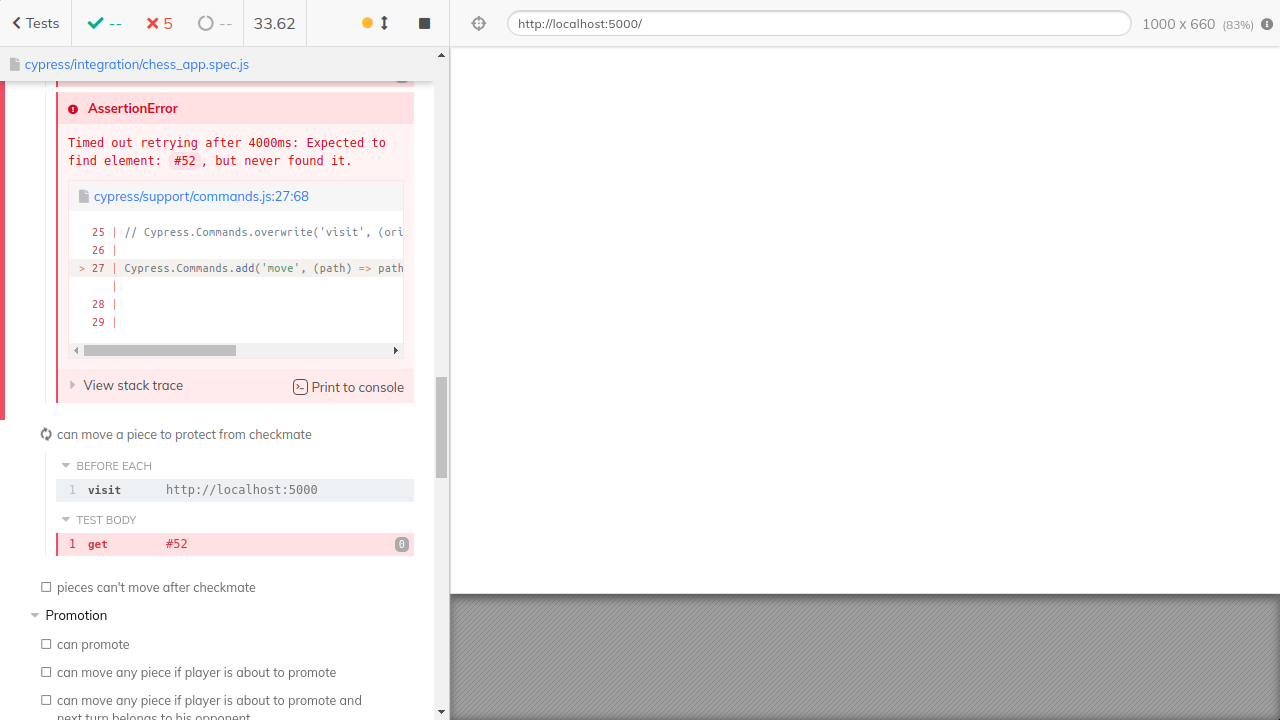 Tests
--
5
--
33.62
http://localhost:5000/
1000 x 660 (83%)
cypress/integration/chess_app.spec.js
AssertionError
Timed out retrying after 4000ms: Expected to
find element: #52, but never found it.
cypress/support/commands.js:27:68
25 | // Cypress.Commands.overwrite('visit', (ori
26 |
> 27 | Cypress.Commands.add('move', (path) => path
|
28 |
29 |
View stack trace
Print to console
can move a piece to protect from checkmate
BEFORE EACH
1 visit http://localhost:5000
TEST BODY
1 get #52 0
pieces can't move after checkmate
Promotion
can promote
can move any piece if player is about to promote
can move any piece if player is about to promote and
next turn belongs to his opponent